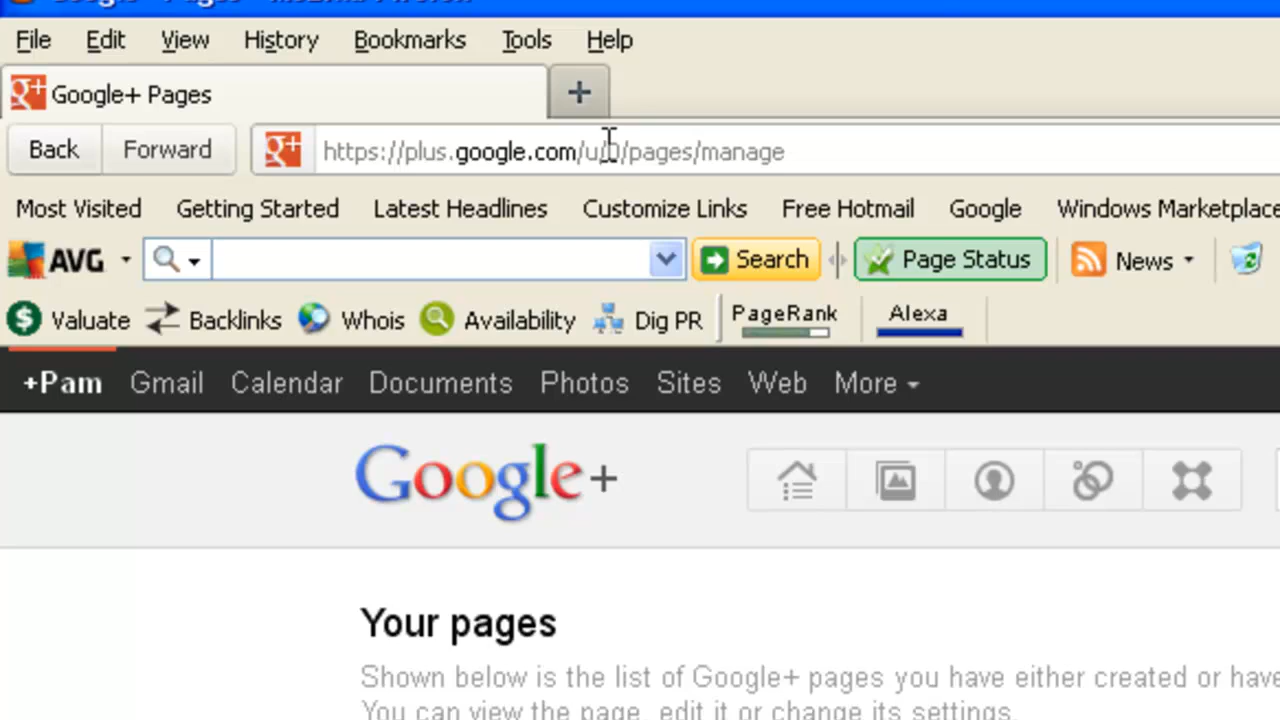 Google+ Pages - Mozilla Firefox
File Edit View History Bookmarks Tools Help
g+ Google+ Pages +
Back Forward g+ https://plus.google.com/u/0/pages/manage
Most Visited Getting Started Latest Headlines Customize Links Free Hotmail Google Windows Marketplace
AVG Search Page Status News
$ Valuate Backlinks Whois Availability Dig PR PageRank Alexa
+Pam Gmail Calendar Documents Photos Sites Web More
Google+
Your pages
Shown below is the list of Google+ pages you have either created or have
You can view the page, edit it or change its settings.